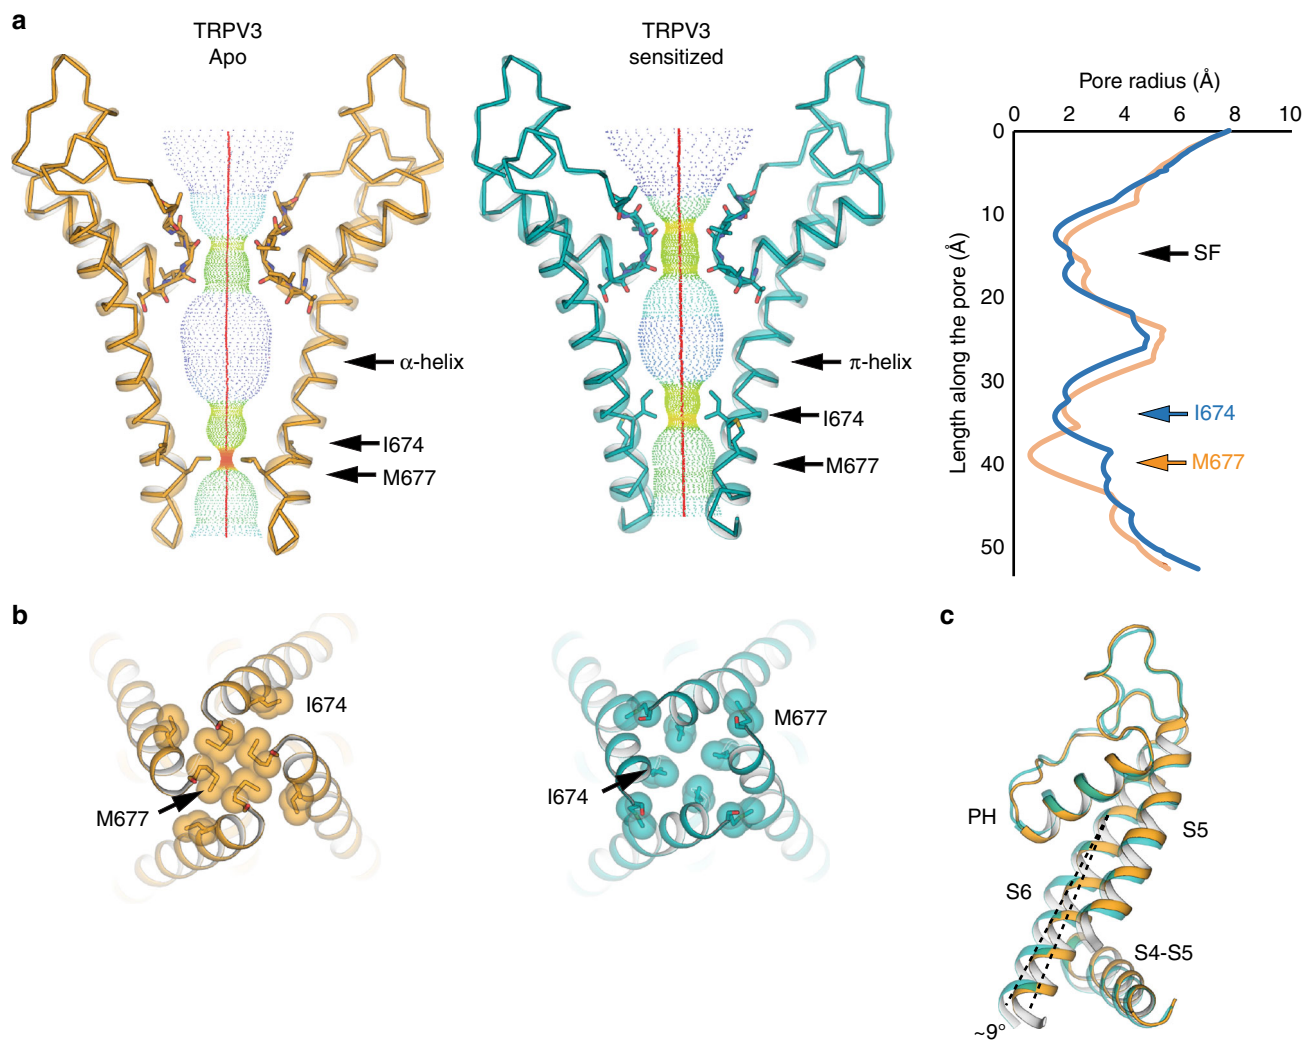 a
TRPV3
Apo
TRPV3
sensitized
α-helix
I674
M677
π-helix
I674
M677
Pore radius (Å)
0 2 4 6 8 10
Length along the pore (Å)
0
10
20
30
40
50
SF
I674
M677
b
I674
M677
M677
I674
c
PH
S5
S6
S4-S5
~9°